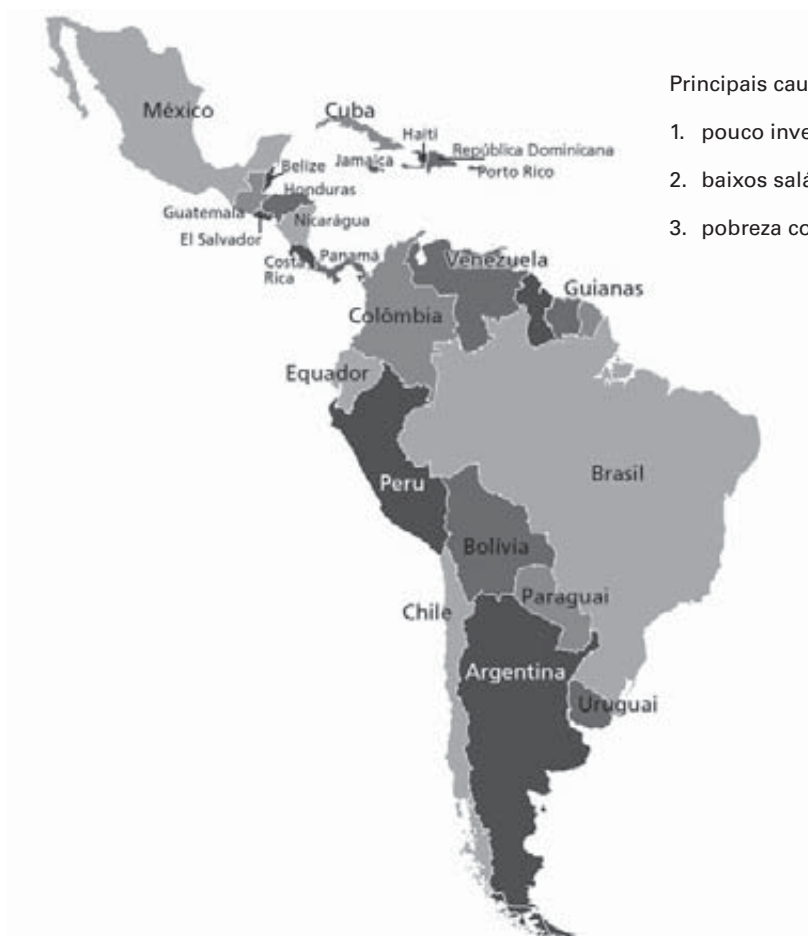 Principais cau
1. pouco inve
2. baixos salá
3. pobreza co
México
Cuba
Haiti
Jamaica
República Dominicana
Porto Rico
Belize
Honduras
Guatemala
Nicarágua
El Salvador
Costa
Rica
Panamá
Venezuela
Guianas
Colômbia
Equador
Brasil
Peru
Bolívia
Paraguai
Chile
Argentina
Uruguai